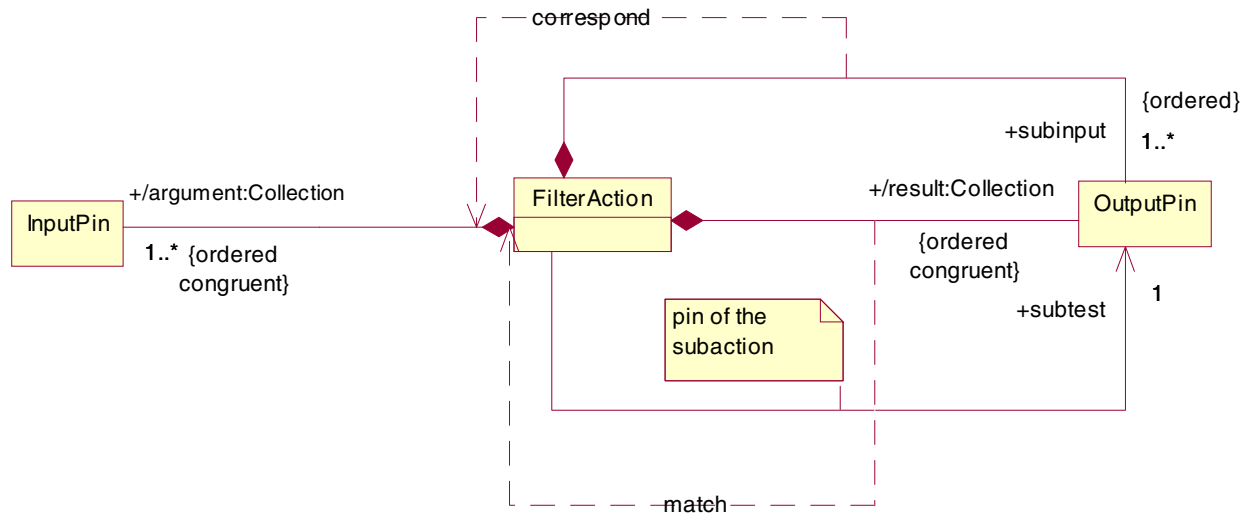 correspond
{ordered}
+subinput
1..*
+/argument:Collection
FilterAction
+/result:Collection
OutputPin
InputPin
1..*
{ordered
congruent}
{ordered
congruent}
1
+subtest
pin of the
subaction
match